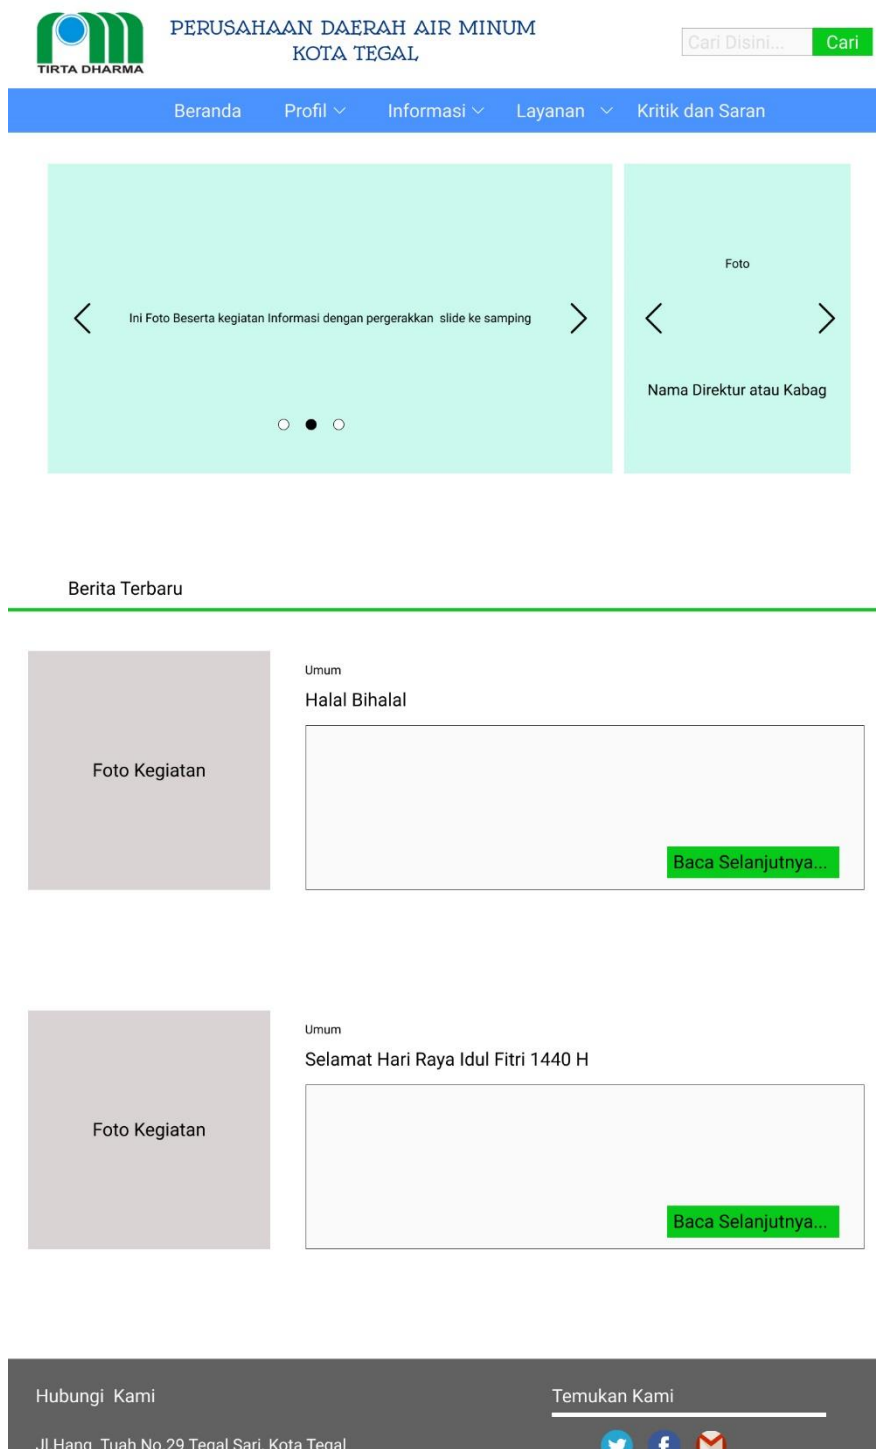 TIRTA DHARMA
PERUSAHAAN DAERAH AIR MINUM
KOTA TEGAL
Cari Disini...
Cari
Beranda
Profil
Informasi
Layanan
Kritik dan Saran
Ini Foto Beserta kegiatan Informasi dengan pergerakkan slide ke samping
Foto
Nama Direktur atau Kabag
Berita Terbaru
Foto Kegiatan
Umum
Halal Bihalal
Baca Selanjutnya...
Foto Kegiatan
Umum
Selamat Hari Raya Idul Fitri 1440 H
Baca Selanjutnya...
Hubungi Kami
Temukan Kami
Jl Hang Tuah No 29 Tegal Sari, Kota Tegal